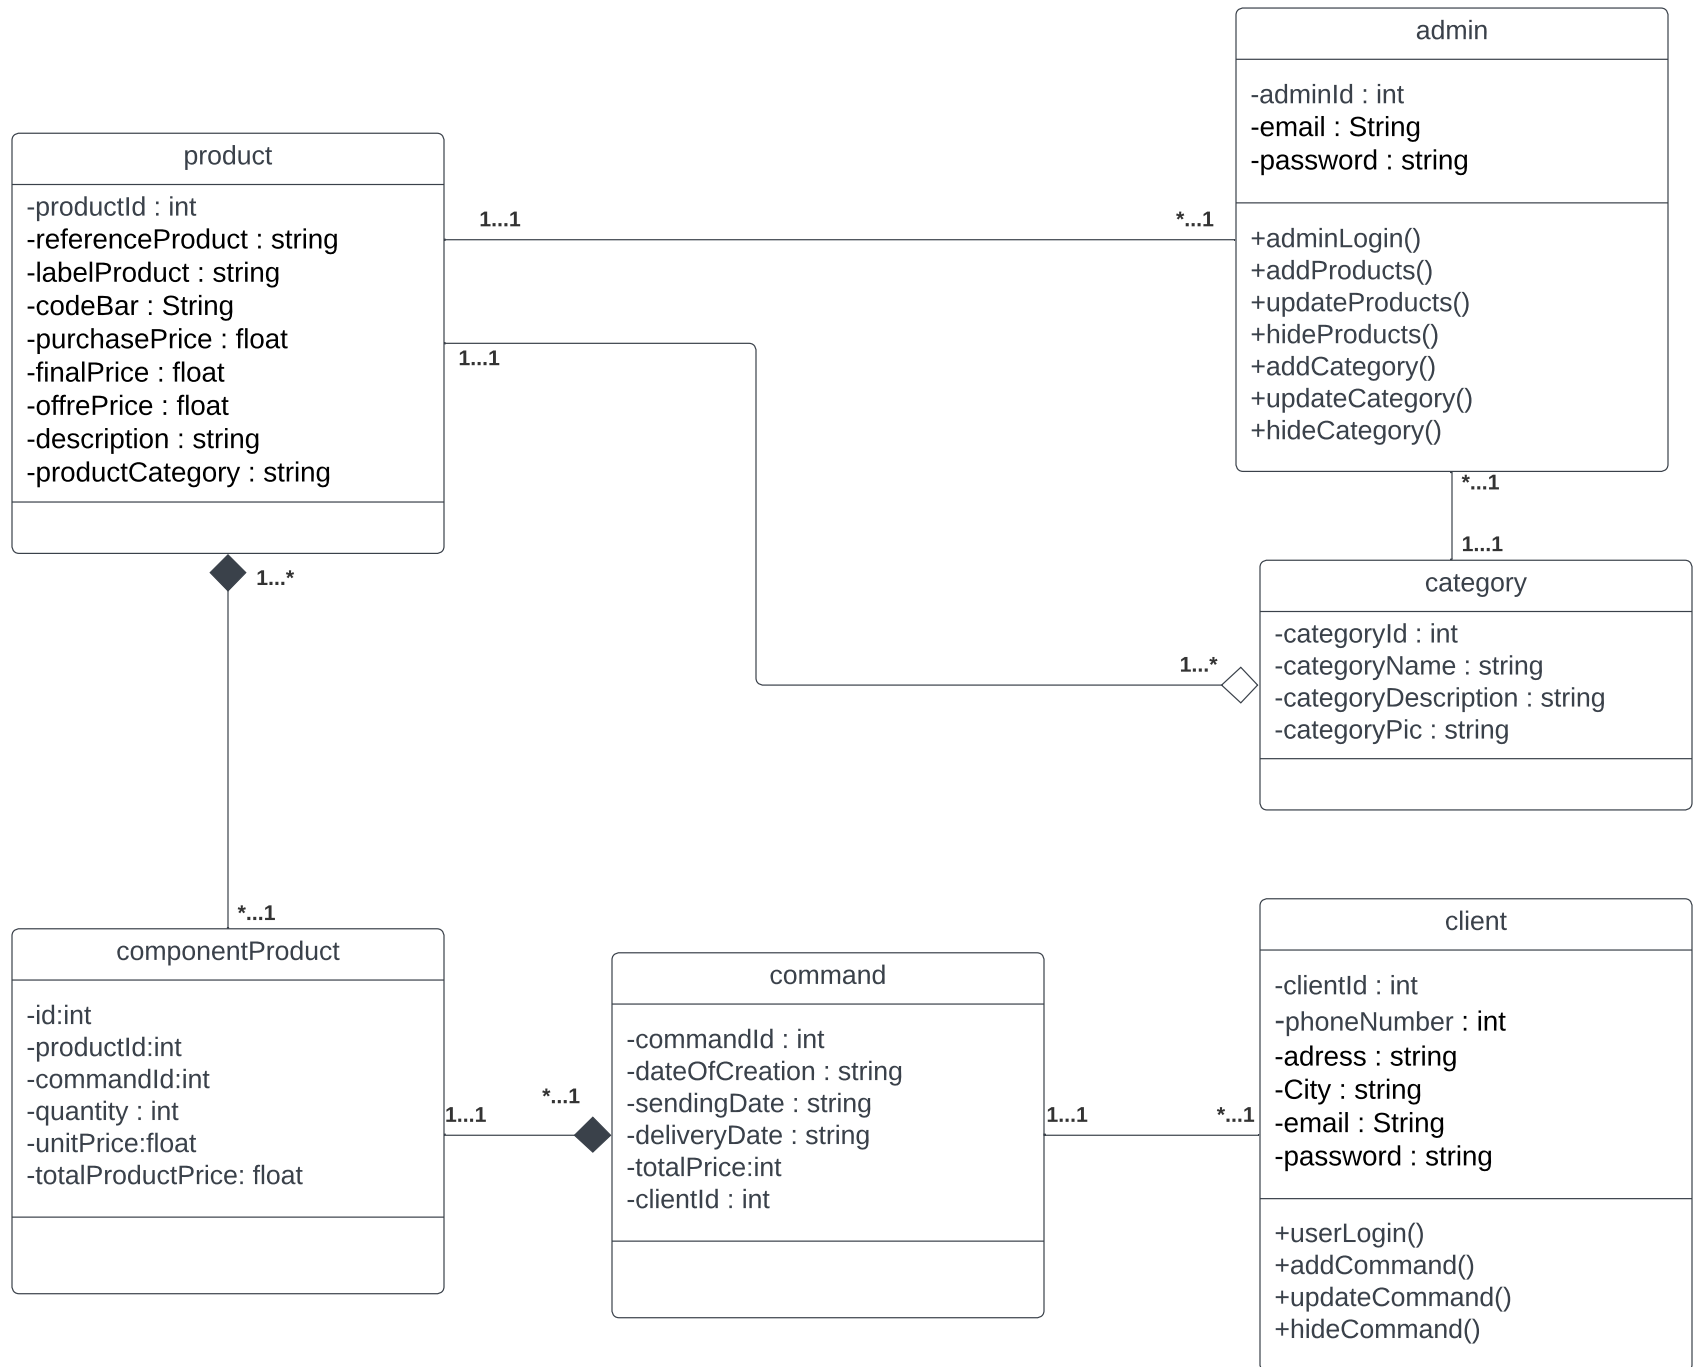 admin
-adminId : int
-email : String
-password : string
+adminLogin()
+addProducts()
+updateProducts()
+hideProducts()
+addCategory()
+updateCategory()
+hideCategory()
product
-productId : int
-referenceProduct : string
-labelProduct : string
-codeBar : String
-purchasePrice : float
-finalPrice : float
-offrePrice : float
-description : string
-productCategory : string
1...1
*...1
1...1
*...1
1...1
1...*
1...*
category
-categoryId : int
-categoryName : string
-categoryDescription : string
-categoryPic : string
*...1
componentProduct
-id:int
-productId:int
-commandId:int
-quantity : int
-unitPrice:float
-totalProductPrice: float
1...1
*...1
command
-commandId : int
-dateOfCreation : string
-sendingDate : string
-deliveryDate : string
-totalPrice:int
-clientId : int
1...1
*...1
client
-clientId : int
-phoneNumber : int
-adress : string
-City : string
-email : String
-password : string
+userLogin()
+addCommand()
+updateCommand()
+hideCommand()